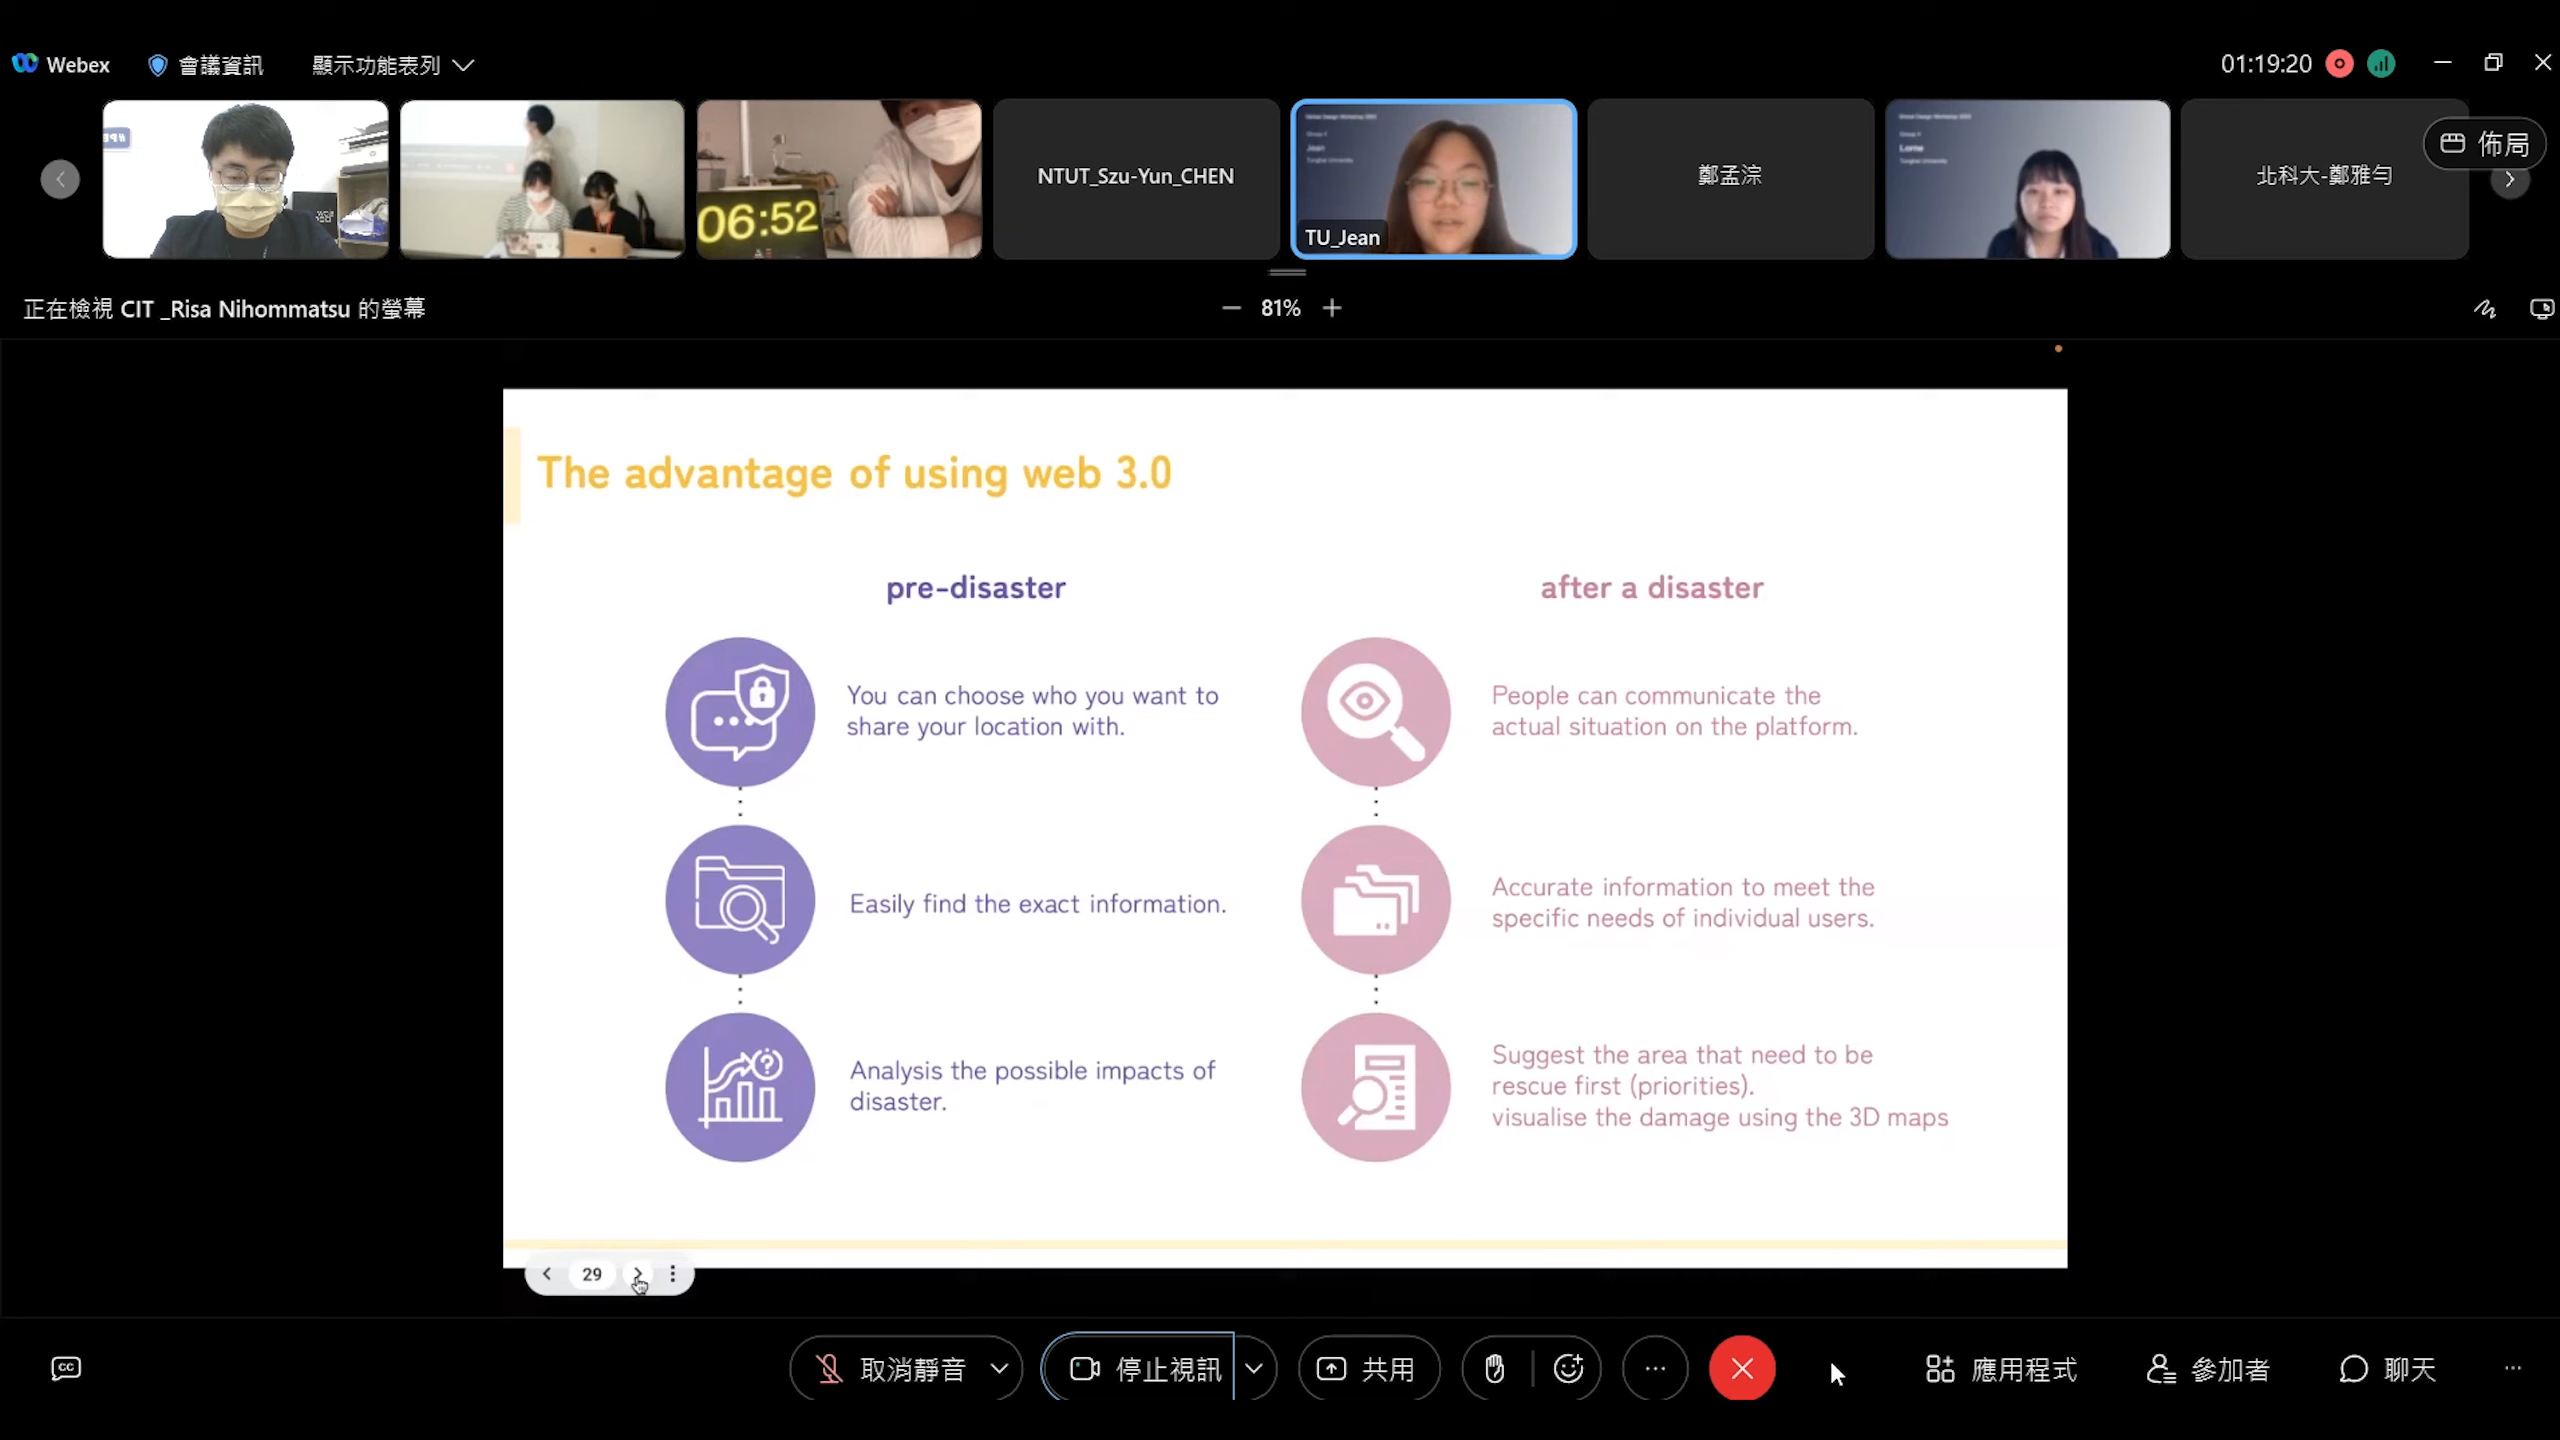 Webex
會議資訊
顯示功能表列
01:19:20
06:52
NTUT_Szu-Yun_CHEN
Jean
TU_Jean
鄭孟淙
Lorne
北科大-鄭雅勻
佈局
正在檢視 CIT _Risa Nihommatsu 的螢幕
81%
The advantage of using web 3.0
pre-disaster
You can choose who you want to
share your location with.
Easily find the exact information.
Analysis the possible impacts of
disaster.
after a disaster
People can communicate the
actual situation on the platform.
Accurate information to meet the
specific needs of individual users.
Suggest the area that need to be
rescue first (priorities).
visualise the damage using the 3D maps
29
CC
取消靜音
停止視訊
共用
應用程式
參加者
聊天